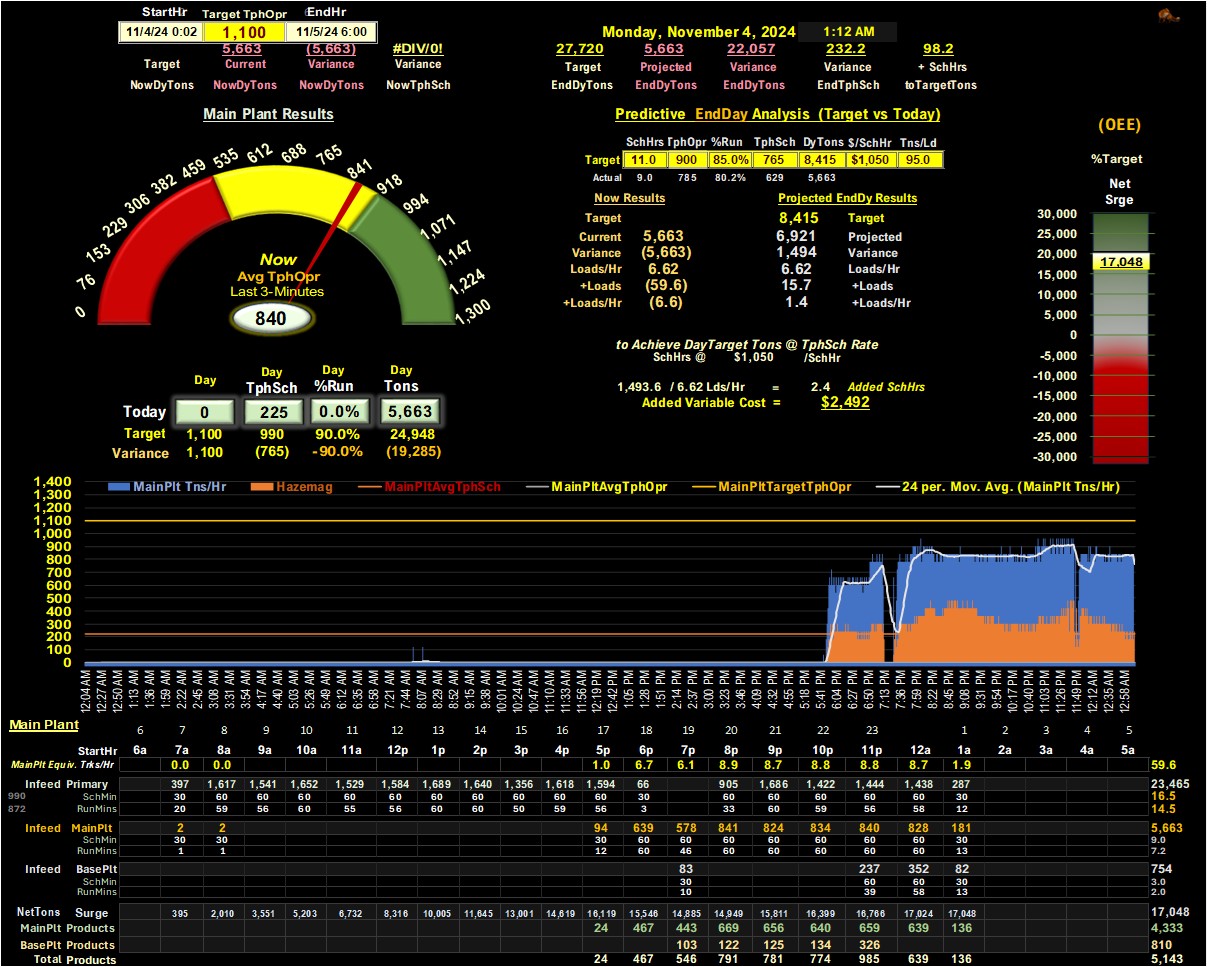 StartHr Target TphOpr EndHr
11/4/24 0:02 1,100 11/5/24 6:00
Monday, November 4, 2024 1:12 AM
5,663 (5,663) #DIV/0! 27,720 5,663 22,057 232.2 98.2
Target Current Variance Variance Target Projected Variance Variance + SchHrs
NowDyTons NowDyTons NowDyTons NowTphSch EndDyTons EndDyTons EndDyTons EndTphSch toTargetTons
Main Plant Results
0 76 153 229 306 382 459 535 612 688 765 841 918 994 1,071 1,147 1,224 1,300
Now
Avg TphOpr
Last 3-Minutes
840
Day Day Day Day
TphSch %Run Tons
Today 0 225 0.0% 5,663
Target 1,100 990 90.0% 24,948
Variance 1,100 (765) -90.0% (19,285)
Predictive EndDay Analysis (Target vs Today)
SchHrs TphOpr %Run TphSch DyTons $/SchHr Tns/Ld
Target 11.0 900 85.0% 765 8,415 $1,050 95.0
Actual 9.0 785 80.2% 629 5,663
Now Results Projected EndDy Results
Target 8,415 Target
Current 5,663 6,921 Projected
Variance (5,663) 1,494 Variance
Loads/Hr 6.62 6.62 Loads/Hr
+Loads (59.6) 15.7 +Loads
+Loads/Hr (6.6) 1.4 +Loads/Hr
to Achieve DayTarget Tons @ TphSch Rate
SchHrs @ $1,050 /SchHr
1,493.6 / 6.62 Lds/Hr = 2.4 Added SchHrs
Added Variable Cost = $2,492
(OEE)
%Target
Net
Srge
30,000
25,000
20,000
17,048
15,000
10,000
5,000
0
-5,000
-10,000
-15,000
-20,000
-25,000
-30,000
MainPlt Tns/Hr Hazemag MainPltAvgTphSch MainPltAvgTphOpr MainPltTargetTphOpr 24 per. Mov. Avg. (MainPlt Tns/Hr)
1,400
1,300
1,200
1,100
1,000
900
800
700
600
500
400
300
200
100
0
12:04 AM 12:27 AM 12:50 AM 1:13 AM 1:36 AM 1:59 AM 2:22 AM 2:45 AM 3:08 AM 3:31 AM 3:54 AM 4:17 AM 4:40 AM 5:03 AM 5:26 AM 5:49 AM 6:12 AM 6:35 AM 6:58 AM 7:21 AM 7:44 AM 8:07 AM 8:29 AM 8:52 AM 9:15 AM 9:38 AM 10:01 AM 10:24 AM 10:47 AM 11:10 AM 11:33 AM 11:56 AM 12:19 PM 12:42 PM 1:05 PM 1:28 PM 1:51 PM 2:14 PM 2:37 PM 3:00 PM 3:23 PM 3:46 PM 4:09 PM 4:32 PM 4:55 PM 5:18 PM 5:41 PM 6:04 PM 6:27 PM 6:50 PM 7:13 PM 7:36 PM 7:59 PM 8:22 PM 8:45 PM 9:08 PM 9:31 PM 9:54 PM 10:17 PM 10:40 PM 11:03 PM 11:26 PM 11:49 PM 12:12 AM 12:35 AM 12:58 AM
Main Plant 6 7 8 9 10 11 12 13 14 15 16 17 18 19 20 21 22 23 1 2 3 4 5
StartHr 6a 7a 8a 9a 10a 11a 12p 1p 2p 3p 4p 5p 6p 7p 8p 9p 10p 11p 12a 1a 2a 3a 4a 5a
MainPlt Equiv. Trks/Hr 0.0 0.0 1.0 6.7 6.1 8.9 8.7 8.8 8.8 8.7 1.9 59.6
Infeed Primary 397 1,617 1,541 1,652 1,529 1,584 1,689 1,640 1,356 1,618 1,594 66 905 1,686 1,422 1,444 1,438 287 23,465
990 SchMin 30 60 60 60 60 60 60 60 60 60 60 30 60 60 60 60 60 30 16.5
872 RunMins 20 59 56 60 55 56 60 60 50 59 56 3 33 60 59 56 58 12 14.5
Infeed MainPlt 2 2 94 639 578 841 824 834 840 828 181 5,663
SchMin 30 30 30 60 60 60 60 60 60 60 30 9.0
RunMins 1 1 12 60 46 60 60 60 60 60 13 7.2
Infeed BasePlt 83 237 352 82 754
SchMin 30 60 60 30 3.0
RunMins 10 39 58 13 2.0
NetTons Surge 395 2,010 3,551 5,203 6,732 8,316 10,005 11,645 13,001 14,619 16,119 15,546 14,885 14,949 15,811 16,399 16,766 17,024 17,048 17,048
MainPlt Products 24 467 443 669 656 640 659 639 136 4,333
BasePlt Products 103 122 125 134 326 810
Total Products 24 467 546 791 781 774 985 639 136 5,143